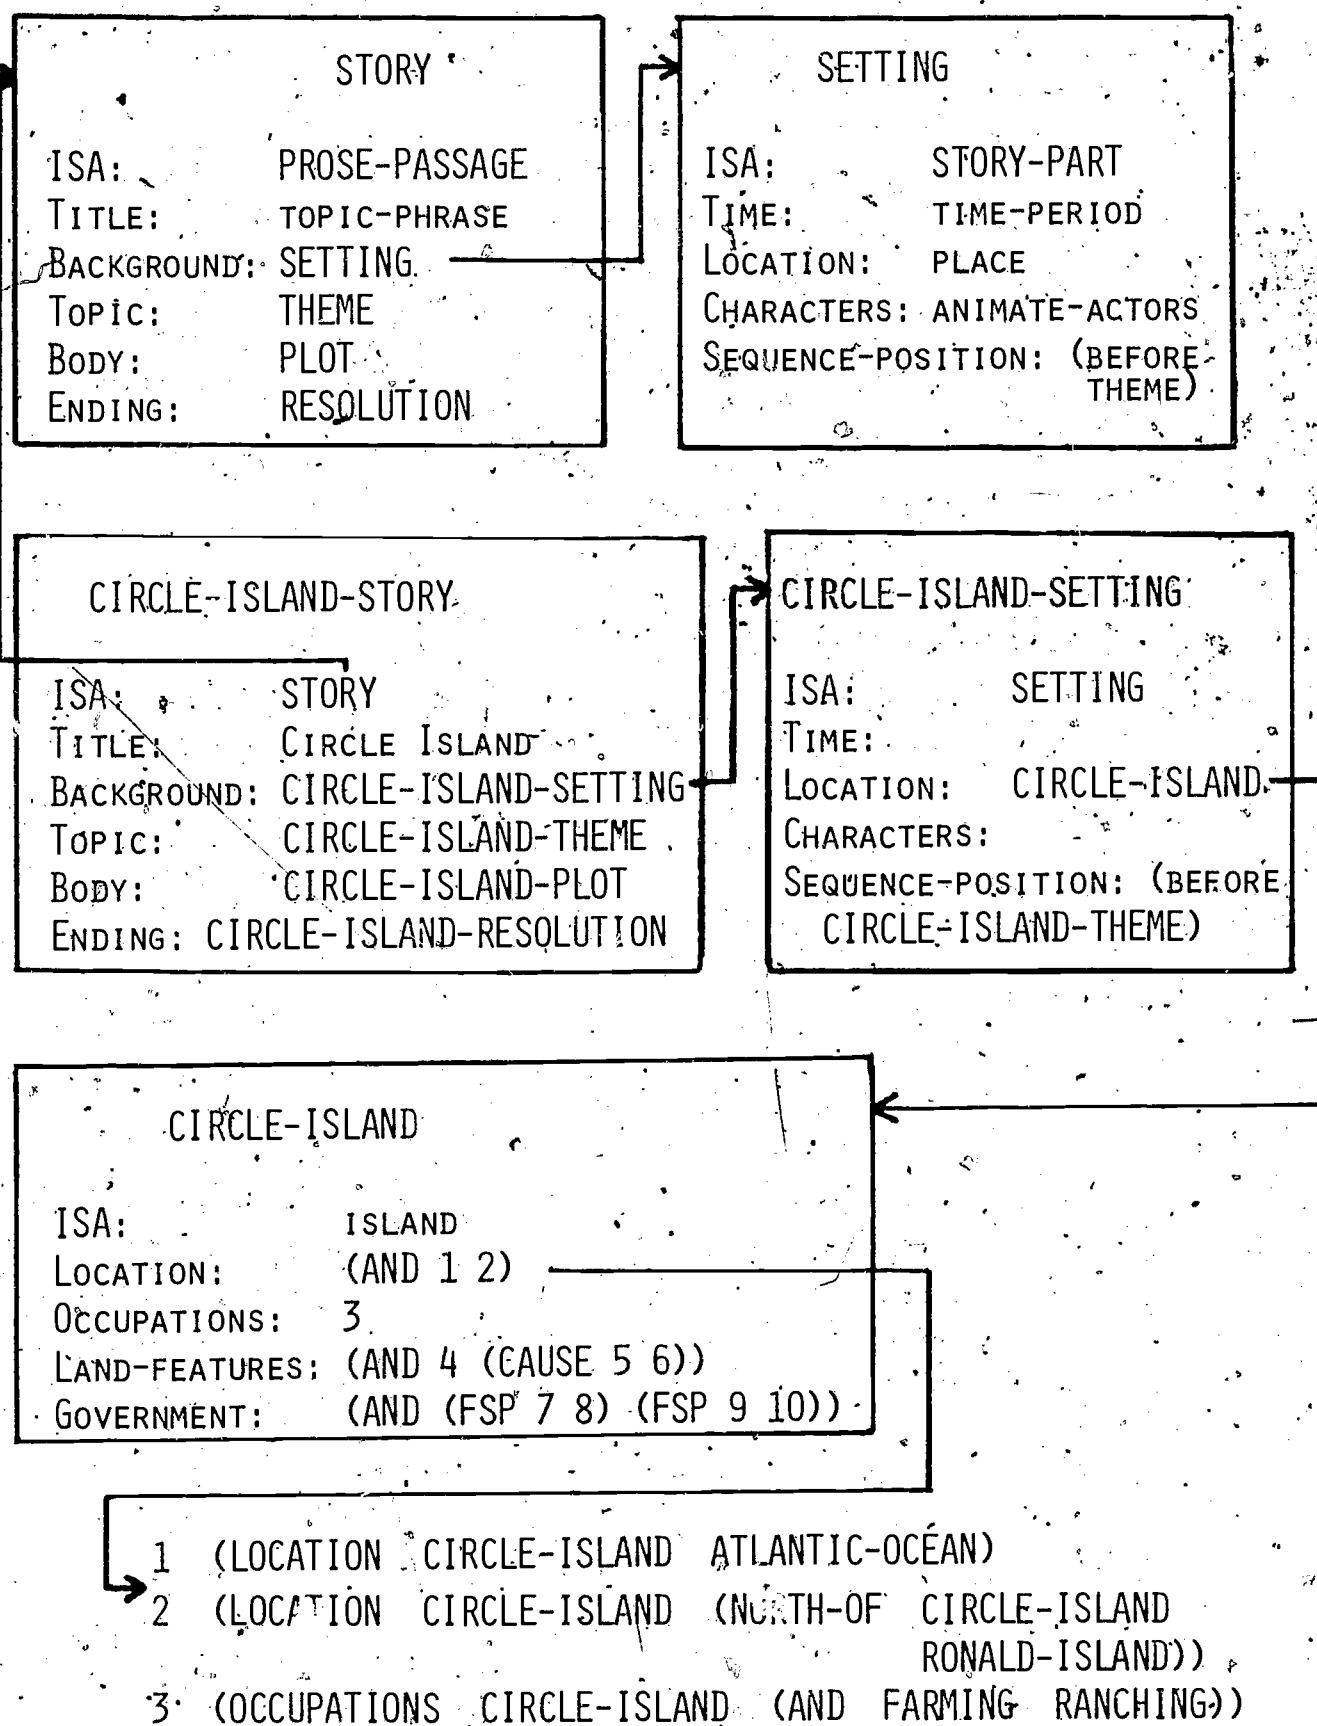 STORY
ISA: PROSE-PASSAGE
TITLE: TOPIC-PHRASE
BACKGROUND: SETTING
TOPIC: THEME
BODY: PLOT
ENDING: RESOLUTION
SETTING
ISA: STORY-PART
TIME: TIME-PERIOD
LOCATION: PLACE
CHARACTERS: ANIMATE-ACTORS
SEQUENCE-POSITION: (BEFORE
THEME)
CIRCLE-ISLAND-STORY
ISA: STORY
TITLE: CIRCLE ISLAND
BACKGROUND: CIRCLE-ISLAND-SETTING
TOPIC: CIRCLE-ISLAND-THEME
BODY: CIRCLE-ISLAND-PLOT
ENDING: CIRCLE-ISLAND-RESOLUTION
CIRCLE-ISLAND-SETTING
ISA: SETTING
TIME:
LOCATION: CIRCLE-ISLAND
CHARACTERS:
SEQUENCE-POSITION: (BEFORE
CIRCLE-ISLAND-THEME)
CIRCLE-ISLAND
ISA: ISLAND
LOCATION: (AND 1 2)
OCCUPATIONS: 3
LAND-FEATURES: (AND 4 (CAUSE 5 6))
GOVERNMENT: (AND (FSP 7 8) (FSP 9 10))
1 (LOCATION CIRCLE-ISLAND ATLANTIC-OCEAN)
2 (LOCATION CIRCLE-ISLAND (NORTH-OF CIRCLE-ISLAND
RONALD-ISLAND))
3 (OCCUPATIONS CIRCLE-ISLAND (AND FARMING RANCHING))